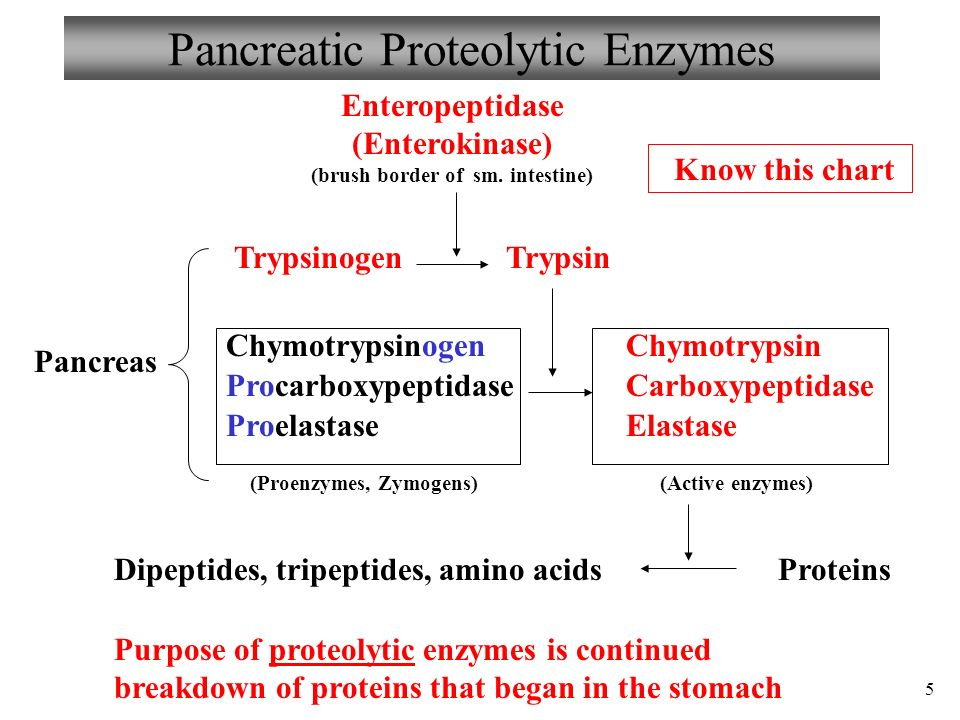 Pancreatic Proteolytic Enzymes
Enteropeptidase
(Enterokinase)
(brush border of sm. intestine)
Know this chart
Trypsinogen
Trypsin
Pancreas
Chymotrypsinogen
Procarboxypeptidase
Proelastase
Chymotrypsin
Carboxypeptidase
Elastase
(Proenzymes, Zymogens)
(Active enzymes)
Dipeptides, tripeptides, amino acids
Proteins
Purpose of proteolytic enzymes is continued
breakdown of proteins that began in the stomach
5